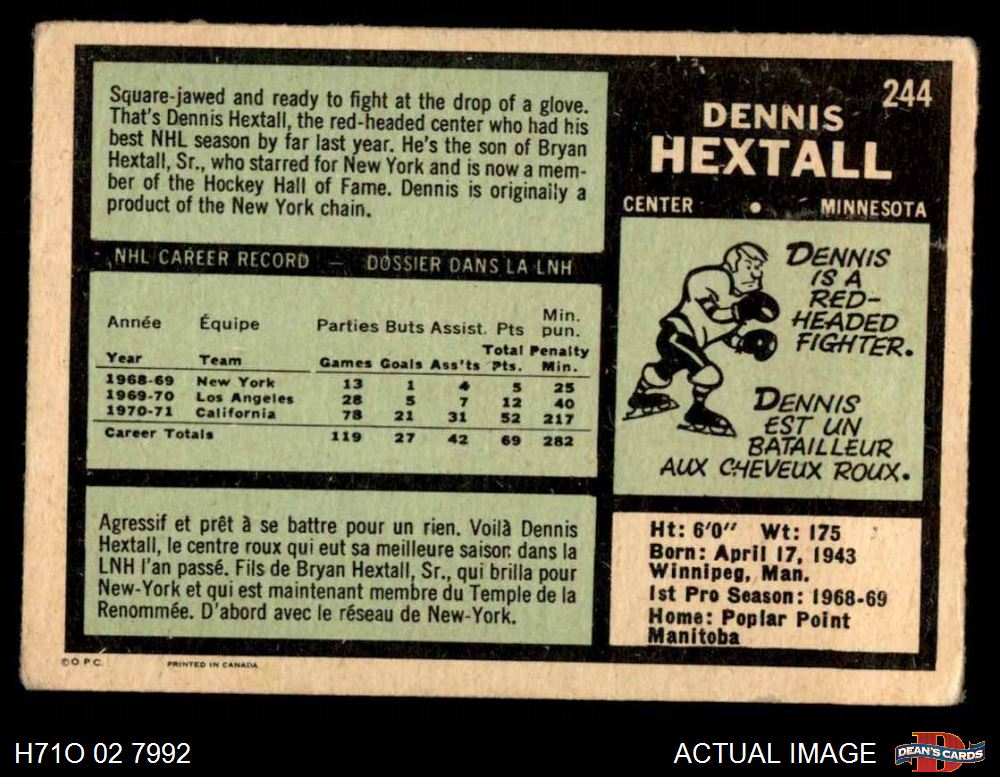 244
DENNIS
HEXTALL
CENTER • MINNESOTA
Square-jawed and ready to fight at the drop of a glove.
That's Dennis Hextall, the red-headed center who had his
best NHL season by far last year. He's the son of Bryan
Hextall, Sr., who starred for New York and is now a mem-
ber of the Hockey Hall of Fame. Dennis is originally a
product of the New York chain.
NHL CAREER RECORD — DOSSIER DANS LA LNH
Année Équipe Parties Buts Assist. Pts Min. pun.
Year Team Games Goals Ass'ts Total Pts. Penalty Min.
1968-69 New York 13 1 4 5 25
1969-70 Los Angeles 28 5 7 12 40
1970-71 California 78 21 31 52 217
Career Totals 119 27 42 69 282
Agressif et prêt à se battre pour un rien. Voilà Dennis
Hextall, le centre roux qui eut sa meilleure saison dans la
LNH l'an passé. Fils de Bryan Hextall, Sr., qui brilla pour
New-York et qui est maintenant membre du Temple de la
Renommée. D'abord avec le réseau de New-York.
DENNIS
IS A
RED-
HEADED
FIGHTER.
DENNIS
EST UN
BATAILLEUR
AUX CHEVEUX ROUX.
Ht: 6'0" Wt: 175
Born: April 17, 1943
Winnipeg, Man.
1st Pro Season: 1968-69
Home: Poplar Point
Manitoba
©O P C. PRINTED IN CANADA
H71O 02 7992
ACTUAL IMAGE
D
DEAN'S CARDS